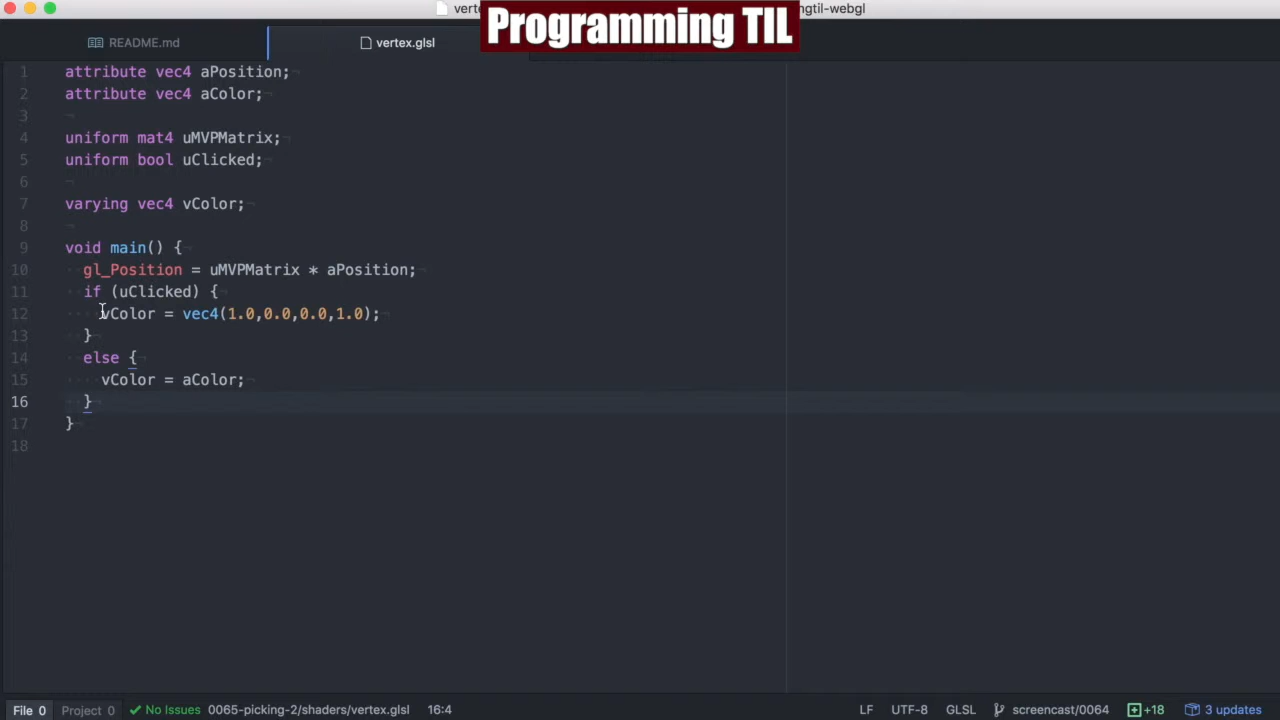 verte
Programming TIL
ngtil-webgl
README.md
vertex.glsl
1 attribute vec4 aPosition;
2 attribute vec4 aColor;
3
4 uniform mat4 uMVPMatrix;
5 uniform bool uClicked;
6
7 varying vec4 vColor;
8
9 void main() {
10 gl_Position = uMVPMatrix * aPosition;
11 if (uClicked) {
12 vColor = vec4(1.0,0.0,0.0,1.0);
13 }
14 else {
15 vColor = aColor;
16 }
17 }
18
File 0 Project 0 No Issues 0065-picking-2/shaders/vertex.glsl 16:4 LF UTF-8 GLSL screencast/0064 +18 3 updates